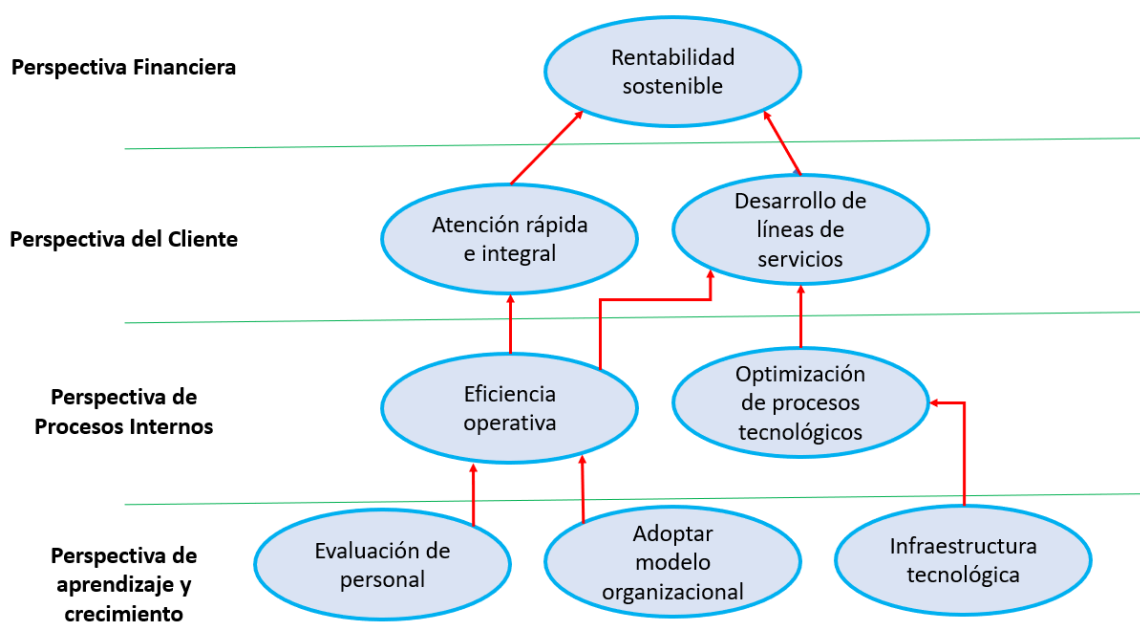 Perspectiva Financiera
Rentabilidad
sostenible
Perspectiva del Cliente
Atención rápida
e integral
Desarrollo de
líneas de
servicios
Perspectiva de
Procesos Internos
Eficiencia
operativa
Optimización
de procesos
tecnológicos
Perspectiva de
aprendizaje y
crecimiento
Evaluación de
personal
Adoptar
modelo
organizacional
Infraestructura
tecnológica